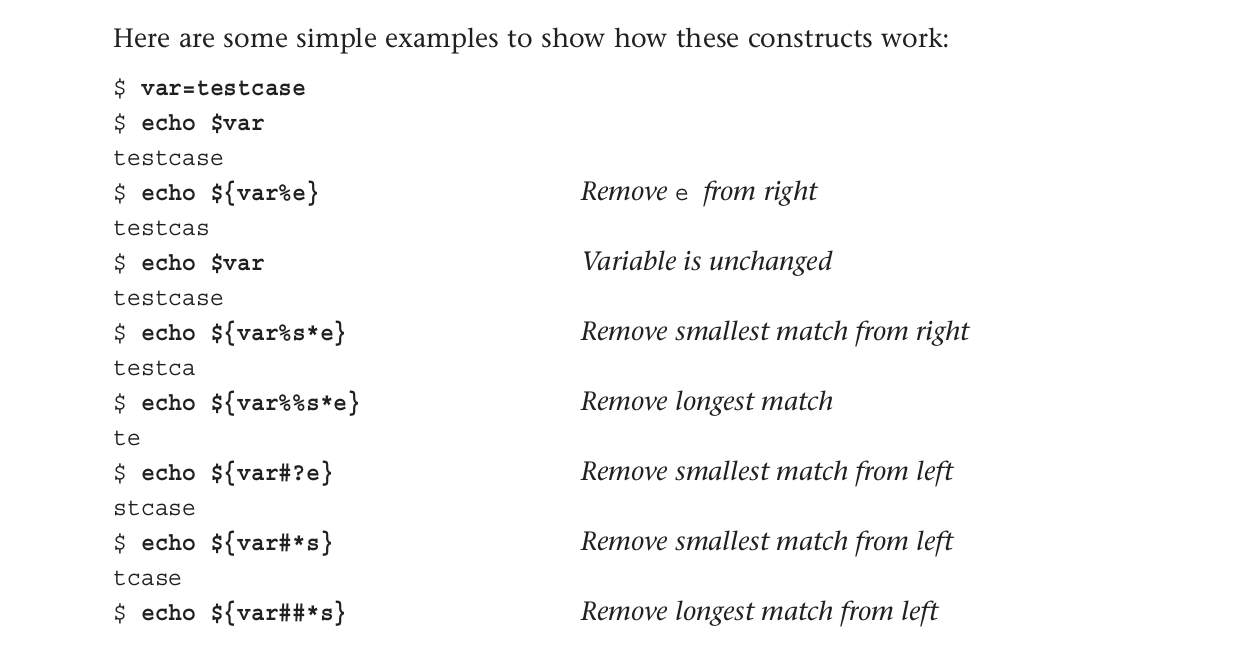 Here are some simple examples to show how these constructs work:
$ var=testcase
$ echo $var
testcase
$ echo ${var%e} Remove e from right
testcas
$ echo $var Variable is unchanged
testcase
$ echo ${var%s*e} Remove smallest match from right
testca
$ echo ${var%%s*e} Remove longest match
te
$ echo ${var#?e} Remove smallest match from left
stcase
$ echo ${var#*s} Remove smallest match from left
tcase
$ echo ${var##*s} Remove longest match from left